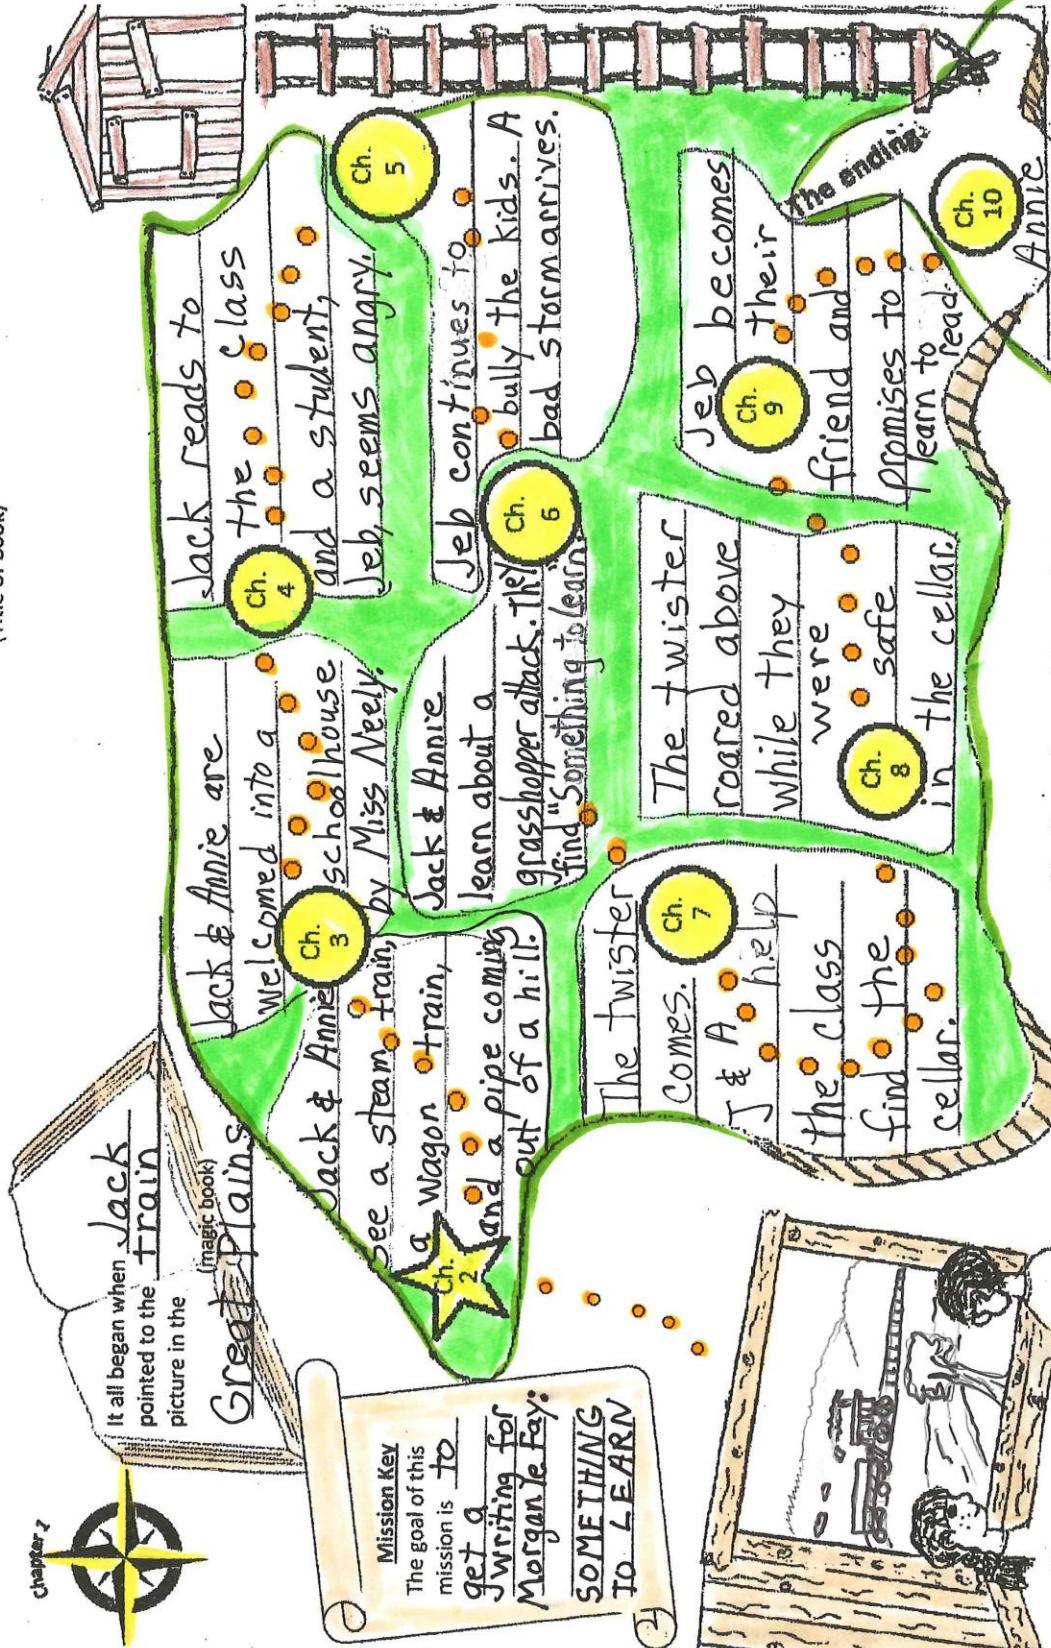 (Title of book)
chapter 2
It all began when Jack
pointed to the train
picture in the
(magic book)
Great Plains
Mission Key
The goal of this
mission is to
get a
writing for
Morgan le Fay:
SOMETHING
TO LEARN
Ch.
2
Jack & Annie
see a steam train,
a wagon train,
and a pipe coming
out of a hill.
Ch.
3
Jack & Annie are
welcomed into a
schoolhouse
by Miss Neely.
Ch.
4
Jack reads to
the class
and a student,
Jeb, seems angry.
Ch.
5
Jeb continues to
bully the kids. A
bad storm arrives.
Ch.
6
Jack & Annie
learn about a
grasshopper attack. They
find "Something to Learn".
Ch.
7
The twister
comes.
J & A help
the class
find the
cellar.
Ch.
8
The twister
roared above
while they
were
safe
in the cellar.
Ch.
9
Jeb becomes
their
friend and
promises to
learn to
read.
The ending:
Ch.
10
Annie